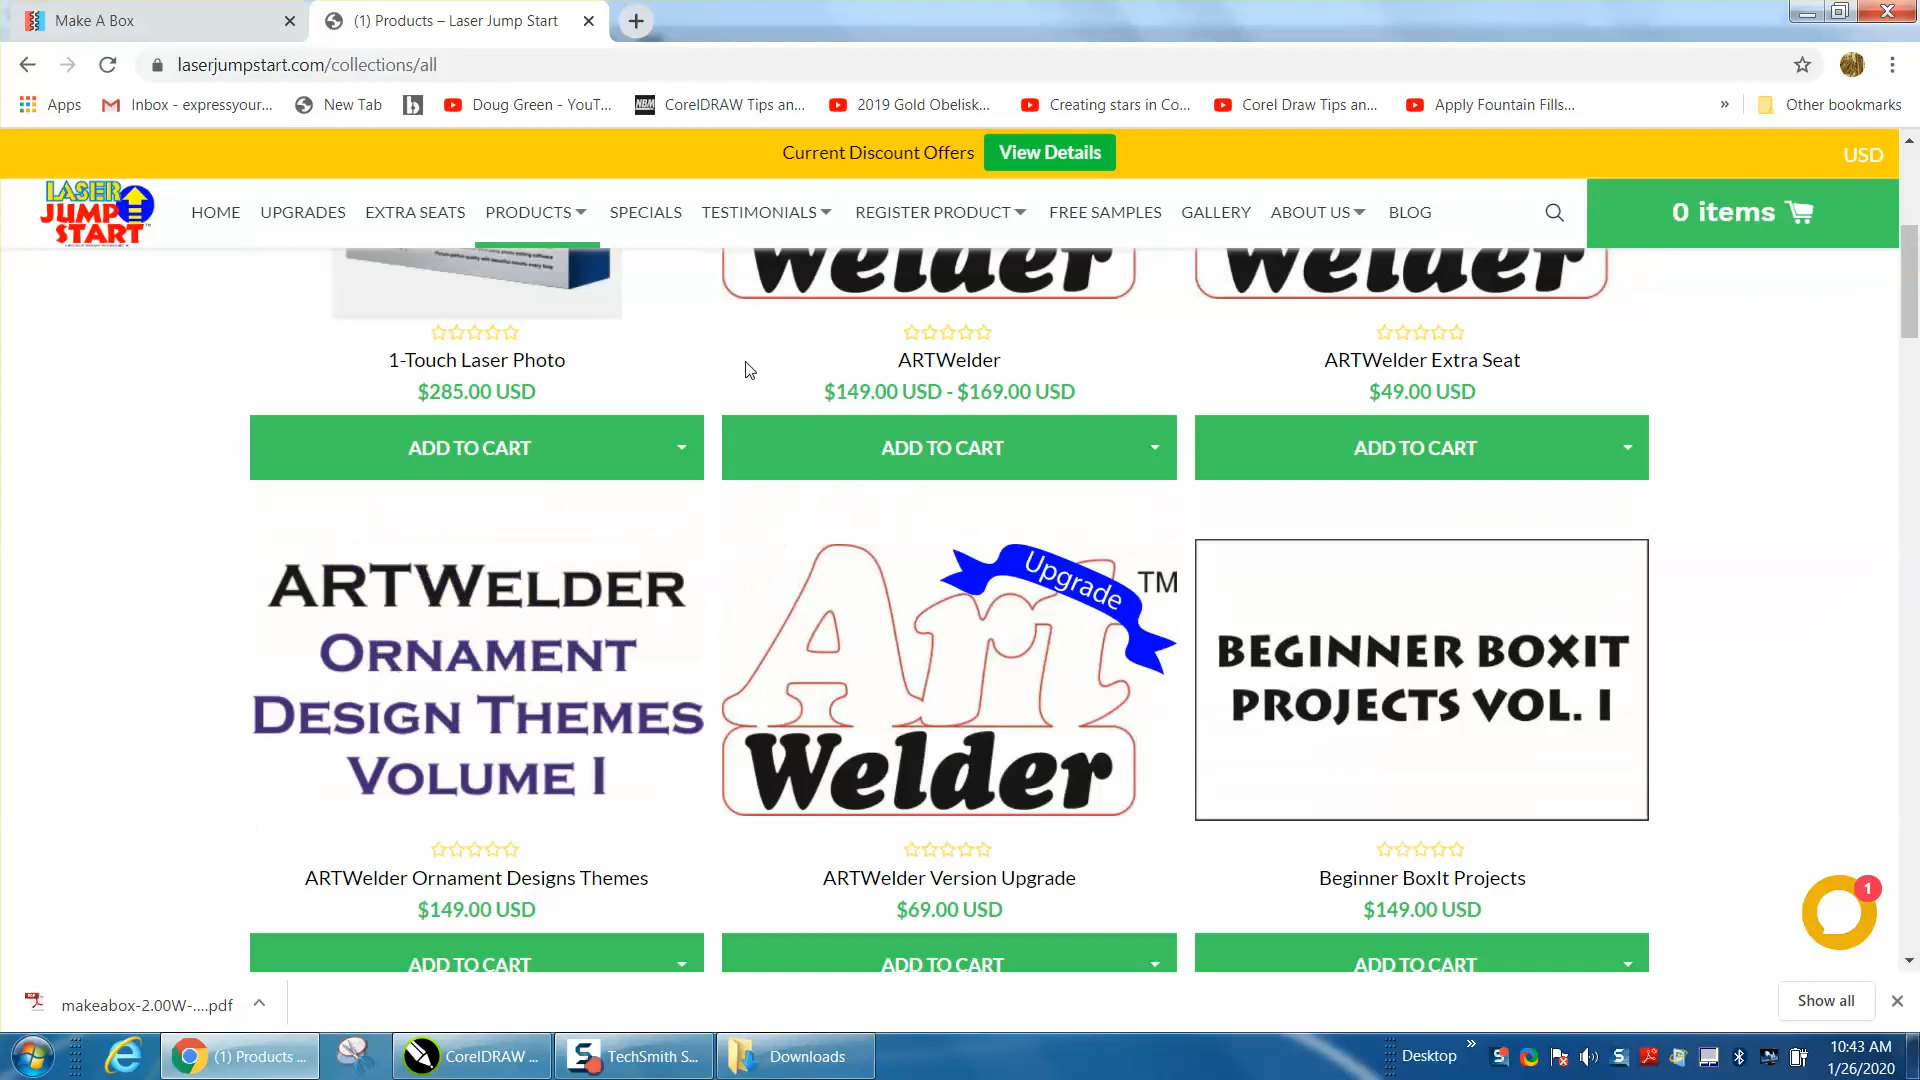 Make A Box
(1) Products – Laser Jump Start
laserjumpstart.com/collections/all
Apps
Inbox - expressyour...
New Tab
Doug Green - YouT...
NBM
CorelDRAW Tips an...
2019 Gold Obelisk...
Creating stars in Co...
Corel Draw Tips an...
Apply Fountain Fills...
»
Other bookmarks
Current Discount Offers
View Details
USD
LASER
JUMP
START
HOME
UPGRADES
EXTRA SEATS
PRODUCTS
SPECIALS
TESTIMONIALS
REGISTER PRODUCT
FREE SAMPLES
GALLERY
ABOUT US
BLOG
0 items
Welder
Welder
1-Touch Laser Photo
$285.00 USD
ADD TO CART
ARTWelder
$149.00 USD - $169.00 USD
ADD TO CART
ARTWelder Extra Seat
$49.00 USD
ADD TO CART
ARTWELDER
ORNAMENT
DESIGN THEMES
VOLUME I
ARTWelder Ornament Designs Themes
$149.00 USD
ADD TO CART
Upgrade
TM
Art
Welder
ARTWelder Version Upgrade
$69.00 USD
ADD TO CART
BEGINNER BOXIT
PROJECTS VOL. I
Beginner BoxIt Projects
$149.00 USD
ADD TO CART
1
makeabox-2.00W-....pdf
Show all
(1) Products ...
CorelDRAW ...
TechSmith S...
Downloads
Desktop
»
10:43 AM
1/26/2020